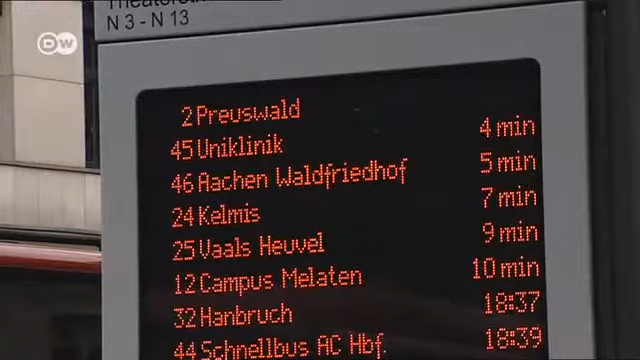 N 3 - N 13
DW
2 Preuswald
45 Uniklinik 4 min
46 Aachen Waldfriedhof 5 min
24 Kelmis 7 min
25 Vaals Heuvel 9 min
12 Campus Melaten 10 min
32 Hanbruch 18:37
44 Schnellbus AC Hbf. 18:39